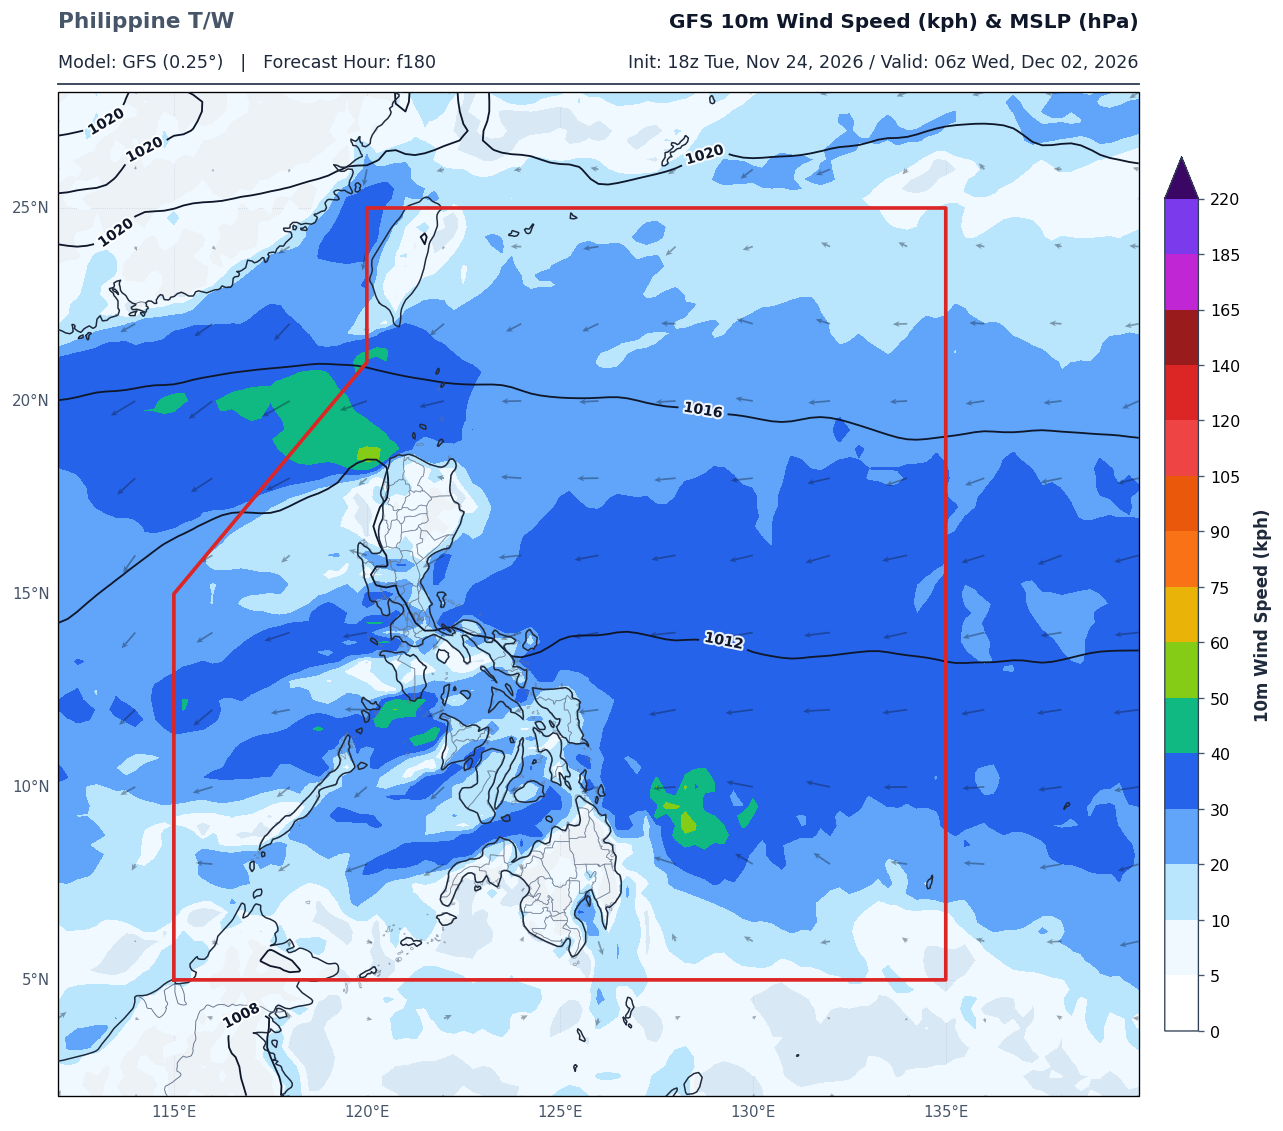 Philippine T/W
GFS 10m Wind Speed (kph) & MSLP (hPa)
Model: GFS (0.25°)   |   Forecast Hour: f180
Init: 18z Tue, Nov 24, 2026 / Valid: 06z Wed, Dec 02, 2026
1020
1020
1020
1020
1016
1012
1008
25°N
20°N
15°N
10°N
5°N
115°E
120°E
125°E
130°E
135°E
220
185
165
140
120
105
90
75
60
50
40
30
20
10
5
0
10m Wind Speed (kph)